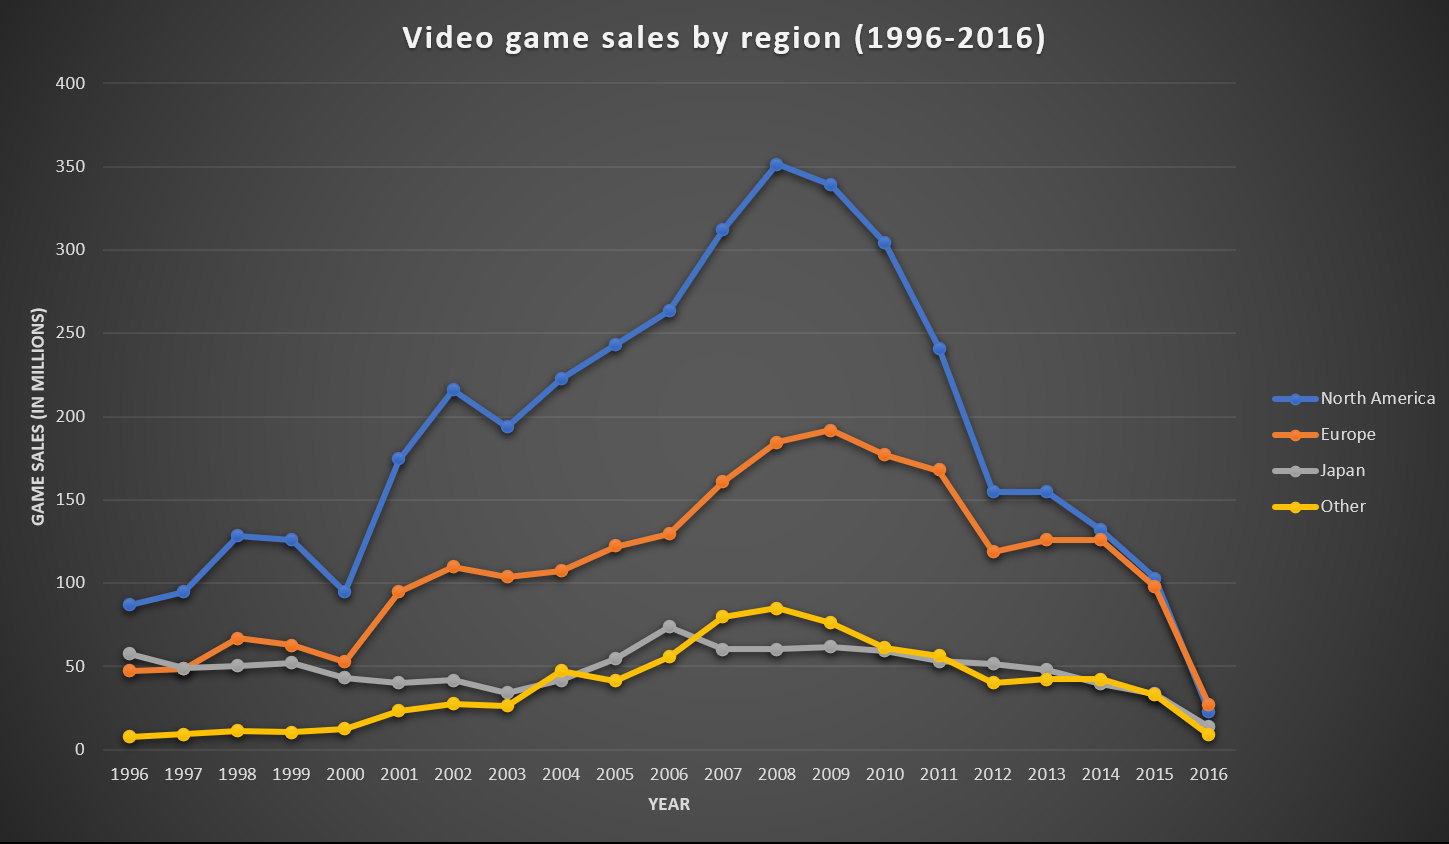 Video game sales by region (1996-2016)
400
350
300
250
200
150
100
50
0
GAME SALES (IN MILLIONS)
1996 1997 1998 1999 2000 2001 2002 2003 2004 2005 2006 2007 2008 2009 2010 2011 2012 2013 2014 2015 2016
YEAR
North America
Europe
Japan
Other